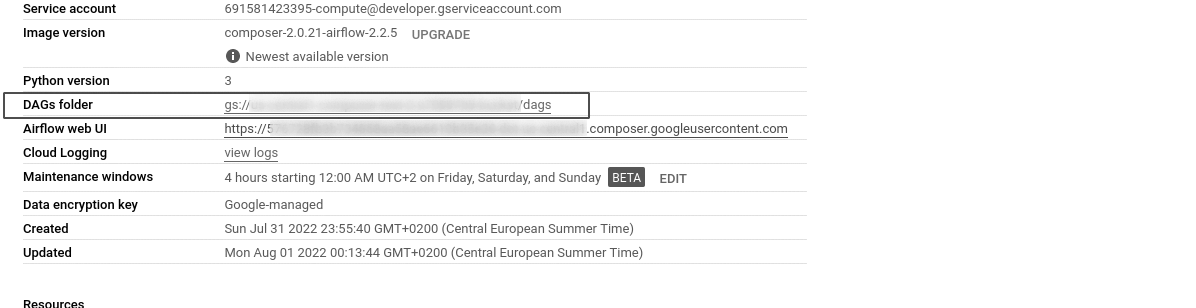 Service account 691581423395-compute@developer.gserviceaccount.com
Image version composer-2.0.21-airflow-2.2.5 UPGRADE
Newest available version
Python version 3
DAGs folder gs:// /dags
Airflow web UI https://5 .composer.googleusercontent.com
Cloud Logging view logs
Maintenance windows 4 hours starting 12:00 AM UTC+2 on Friday, Saturday, and Sunday BETA EDIT
Data encryption key Google-managed
Created Sun Jul 31 2022 23:55:40 GMT+0200 (Central European Summer Time)
Updated Mon Aug 01 2022 00:13:44 GMT+0200 (Central European Summer Time)
Resources